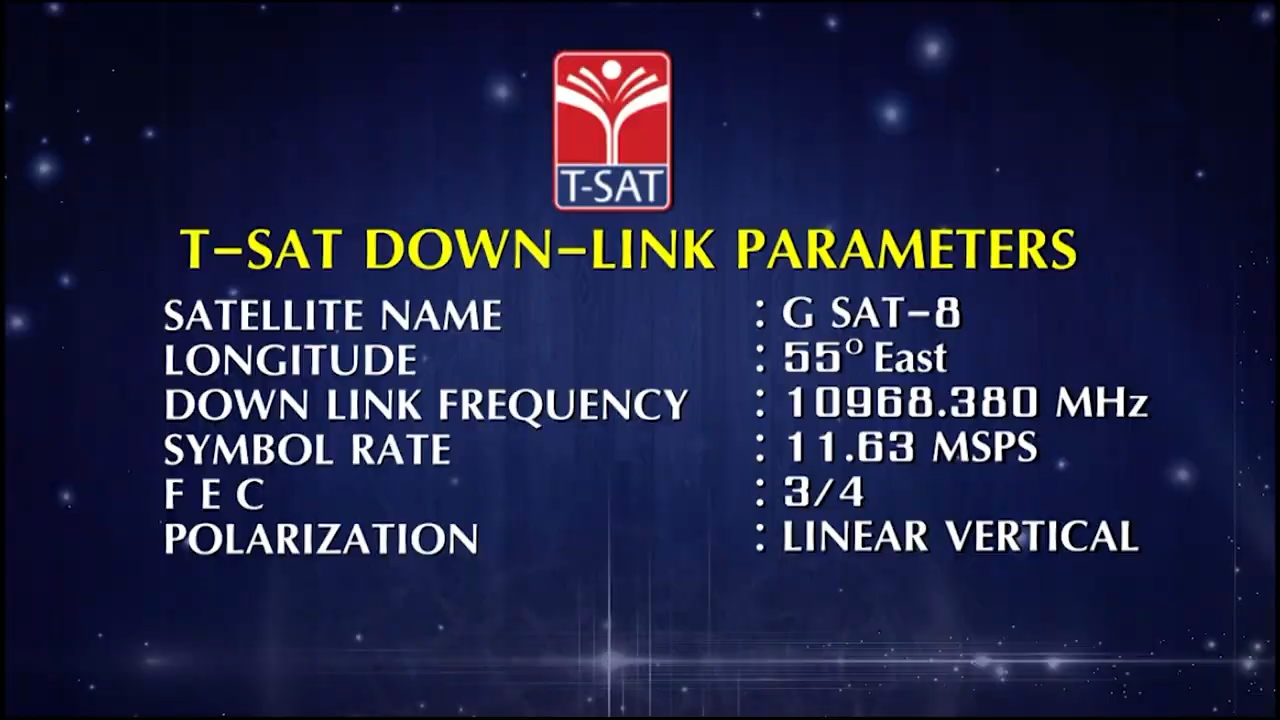 T-SAT
T-SAT DOWN-LINK PARAMETERS
SATELLITE NAME : G SAT-8
LONGITUDE : 55° East
DOWN LINK FREQUENCY : 10968.380 MHz
SYMBOL RATE : 11.63 MSPS
F E C : 3/4
POLARIZATION : LINEAR VERTICAL